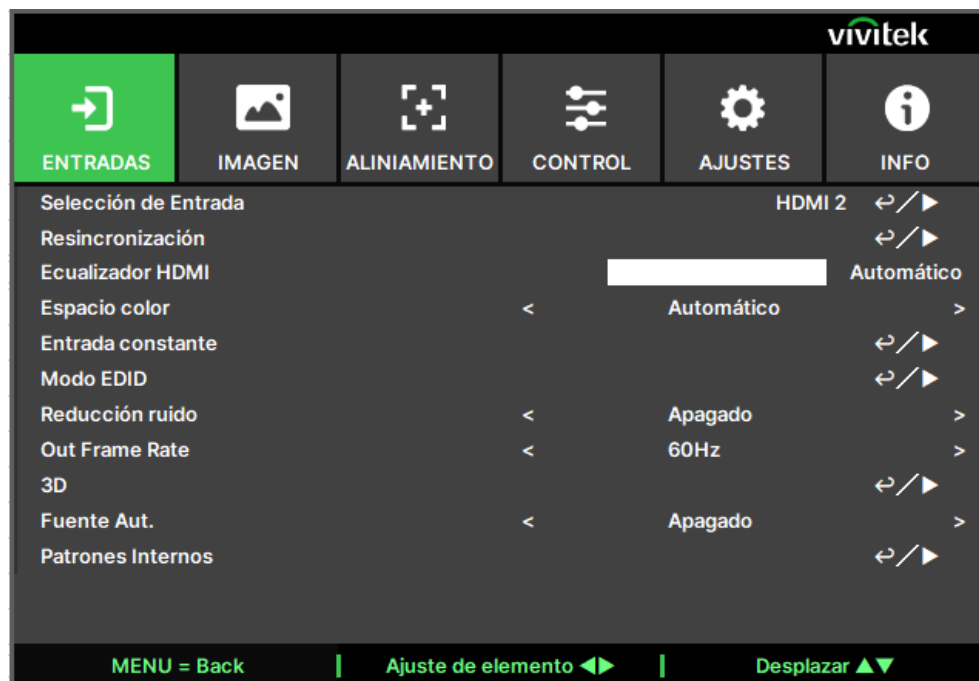 vivitek
ENTRADAS IMAGEN ALINIAMIENTO CONTROL AJUSTES INFO
Selección de Entrada HDMI 2 ↩/▶
Resincronización ↩/▶
Ecualizador HDMI Automático
Espacio color < Automático >
Entrada constante ↩/▶
Modo EDID ↩/▶
Reducción ruido < Apagado >
Out Frame Rate < 60Hz >
3D ↩/▶
Fuente Aut. < Apagado >
Patrones Internos ↩/▶
MENU = Back | Ajuste de elemento ◀▶ | Desplazar ▲▼